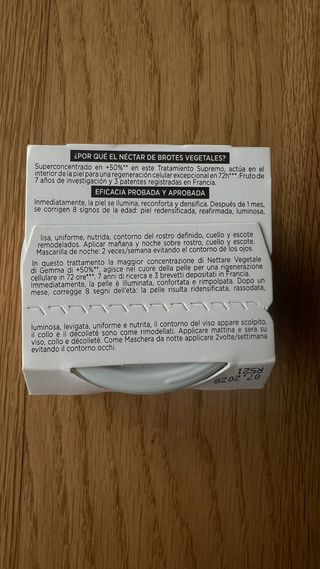 ¿POR QUÉ EL NÉCTAR DE BROTES VEGETALES?
Superconcentrado en +50%** en este Tratamiento Supremo, actúa en el
interior de la piel para una regeneración celular excepcional en 72h***. Fruto de
7 años de investigación y 3 patentes registradas en Francia.
EFICACIA PROBADA Y APROBADA
Inmediatamente, la piel se ilumina, reconforta y densifica. Después de 1 mes,
se corrigen 8 signos de la edad: piel redensificada, reafirmada, luminosa,
lisa, uniforme, nutrida, contorno del rostro definido, cuello y escote
remodelados. Aplicar mañana y noche sobre rostro, cuello y escote.
Mascarilla de noche: 2 veces/semana evitando el contorno de los ojos.
In questo trattamento la maggior concentrazione di Nettare Vegetale
di Gemma di +50%**, agisce nel cuore della pelle per una rigenerazione
cellulare in 72 ore***. 7 anni di ricerca e 3 brevetti depositati in Francia.
Immediatamente, la pelle è illuminata, confortata e rimpolpata. Dopo un
mese, corregge 8 segni dell'età: la pelle risulta ridensificata, rassodata,
luminosa, levigata, uniforme e nutrita, il contorno del viso appare scolpito,
il collo e il décolleté sono come rimodellati. Applicare mattina e sera su
viso, collo e décolleté. Come Maschera da notte applicare 2volte/settimana
evitando il contorno occhi.
07.2028
RS21